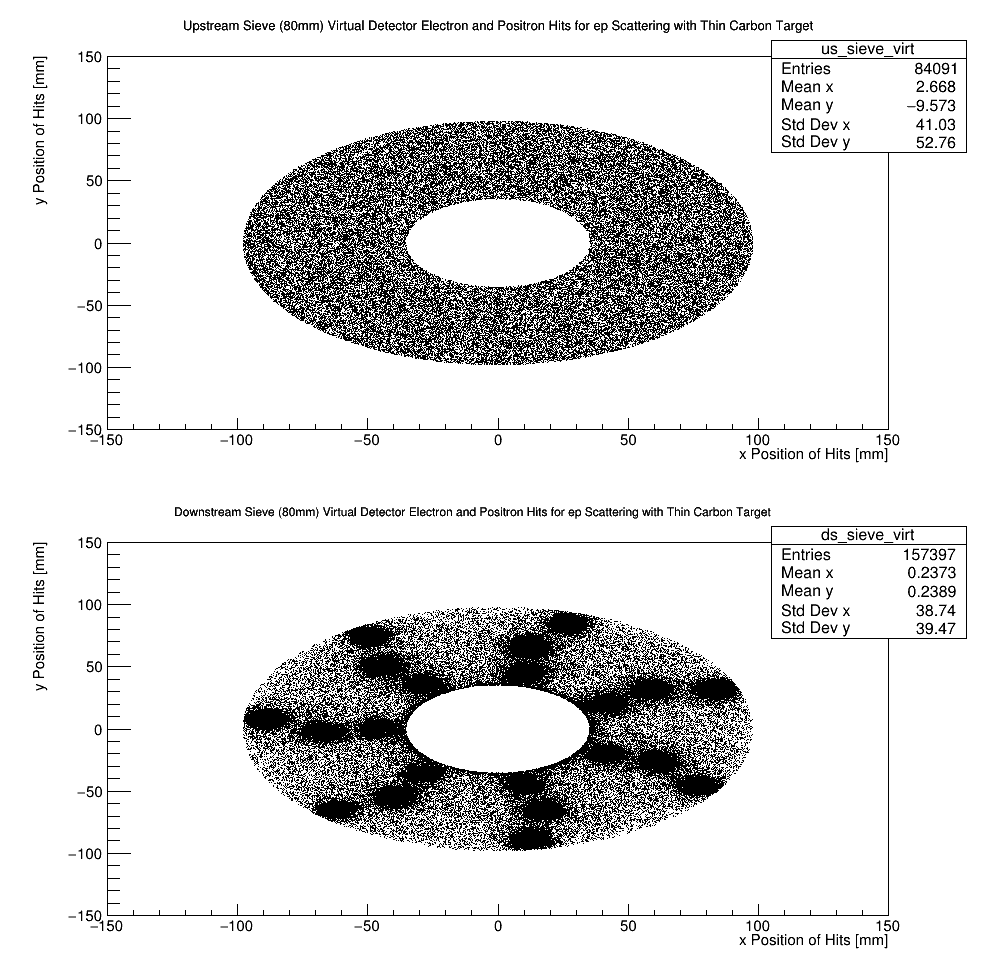 Upstream Sieve (80mm) Virtual Detector Electron and Positron Hits for ep Scattering with Thin Carbon Target
us_sieve_virt
Entries 84091
Mean x 2.668
Mean y −9.573
Std Dev x 41.03
Std Dev y 52.76
y Position of Hits [mm]
150
100
50
0
−50
−100
−150
−150 −100 −50 0 50 100 150
x Position of Hits [mm]
Downstream Sieve (80mm) Virtual Detector Electron and Positron Hits for ep Scattering with Thin Carbon Target
ds_sieve_virt
Entries 157397
Mean x 0.2373
Mean y 0.2389
Std Dev x 38.74
Std Dev y 39.47
y Position of Hits [mm]
150
100
50
0
−50
−100
−150
−150 −100 −50 0 50 100 150
x Position of Hits [mm]